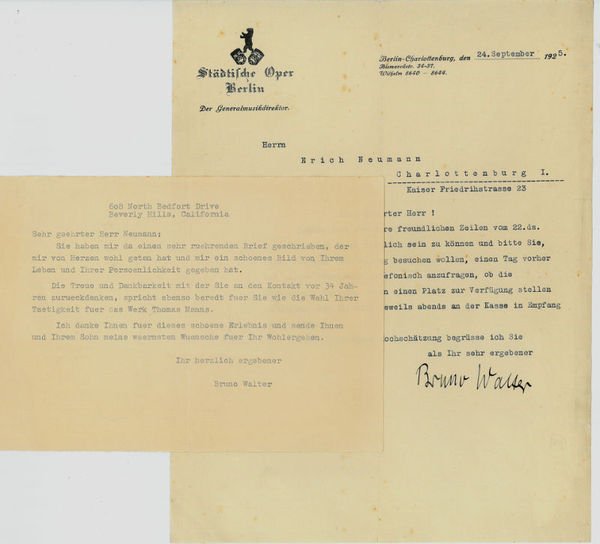 Städtische Oper
Berlin
Der Generalmusikdirektor.
Berlin-Charlottenburg, den 24.September 1925.
Bismarckstr. 34-37.
Wilhelm 8640 - 8644.
Herrn
Erich Neumann
Charlottenburg I.
Kaiser Friedrihstrasse 23
rter Herr !
re freundlichen Zeilen vom 22.ds.
lich sein zu können und bitte Sie,
g besuchen wollen, einen Tag vorher
efonisch anzufragen, ob die
n einen Platz zur Verfügung stellen
eweils abends an der Kasse in Empfang
ochschätzung begrüsse ich Sie
als Ihr sehr ergebener
Bruno Walter
608 North Bedfort Drive
Beverly Hills, California
Sehr geehrter Herr Neumann:
Sie haben mir da einen sehr ruehrenden Brief geschrieben, der
mir von Herzen wohl getan hat und mir ein schoenes Bild von Ihrem
Leben und Ihrer Persoenlichkeit gegeben hat.
Die Treue und Dankbarkeit mit der Sie an den Kontakt vor 34 Jah-
ren zurueckdanken, spricht ebenso beredt fuer Sie wie die Wahl Ihrer
Taetigkeit fuer das Werk Thomas Manns.
Ich danke Ihnen fuer dieses schoene Erlebnis und sende Ihnen
und Ihrem Sohn meine waermsten Wuensche fuer Ihr Wohlergehen.
Ihr herzlich ergebener
Bruno Walter